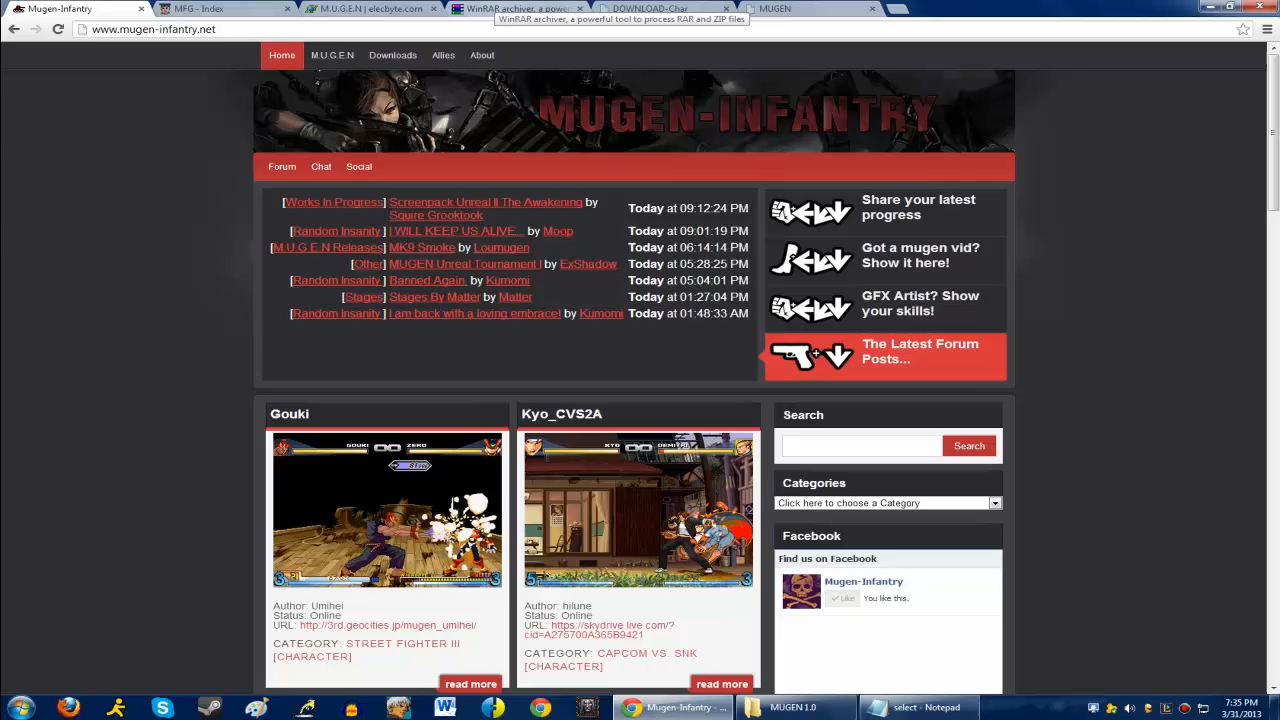 Mugen-Infantry
MFG - Index
M.U.G.E.N | elecbyte.com
WinRAR archiver, a powe
DOWNLOAD-Char
MUGEN
WinRAR archiver, a powerful tool to process RAR and ZIP files
www.mugen-infantry.net
Home
M.U.G.E.N
Downloads
Allies
About
MUGEN-INFANTRY
Forum
Chat
Social
[Works In Progress] Screenpack Unreal II The Awakening by
Squire Grooktook
Today at 09:12:24 PM
[Random Insanity ] I WILL KEEP US ALIVE... by Moop
Today at 09:01:19 PM
[M.U.G.E.N Releases] MK9 Smoke by Loumugen
Today at 06:14:14 PM
[Other] MUGEN Unreal Tournament I by ExShadow
Today at 05:28:25 PM
[Random Insanity ] Banned Again. by Kumomi
Today at 05:04:01 PM
[Stages] Stages By Matter by Matter
Today at 01:27:04 PM
[Random Insanity ] I am back with a loving embrace! by Kumomi
Today at 01:48:33 AM
Share your latest
progress
Got a mugen vid?
Show it here!
GFX Artist? Show
your skills!
The Latest Forum
Posts...
Gouki
GOUKI
ZERO
3
3
Author: Umihei
Status: Online
URL: http://3rd.geocities.jp/mugen_umihei/
CATEGORY: STREET FIGHTER III
[CHARACTER]
read more
Kyo_CVS2A
KYO
5
3
Author: hilune
Status: Online
URL: https://skydrive.live.com/?
cid=A275700A365B9421
CATEGORY: CAPCOM VS. SNK
[CHARACTER]
read more
Search
Search
Categories
Click here to choose a Category
Facebook
Find us on Facebook
Mugen-Infantry
Like
You like this.
Mugen-Infantry - ...
MUGEN 1.0
select - Notepad
7:35 PM
3/31/2013